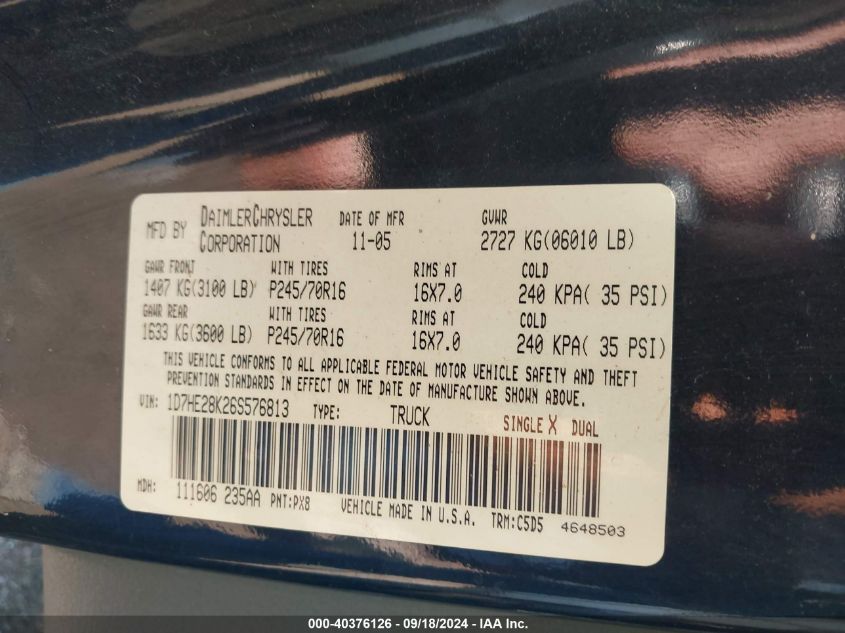 MFD BY DAIMLERCHRYSLER CORPORATION DATE OF MFR 11-05 GVWR 2727 KG(06010 LB)
GAWR FRONT WITH TIRES RIMS AT COLD
1407 KG(3100 LB) P245/70R16 16X7.0 240 KPA( 35 PSI)
GAWR REAR WITH TIRES RIMS AT COLD
1633 KG(3600 LB) P245/70R16 16X7.0 240 KPA( 35 PSI)
THIS VEHICLE CONFORMS TO ALL APPLICABLE FEDERAL MOTOR VEHICLE SAFETY AND THEFT
PREVENTION STANDARDS IN EFFECT ON THE DATE OF MANUFACTURE SHOWN ABOVE.
VIN: 1D7HE28K26S576813 TYPE: TRUCK SINGLE X DUAL
MDH: 111606 235AA PNT:PX8 VEHICLE MADE IN U.S.A. TRM:C5D5 4648503
000-40376126 - 09/18/2024 - IAA Inc.